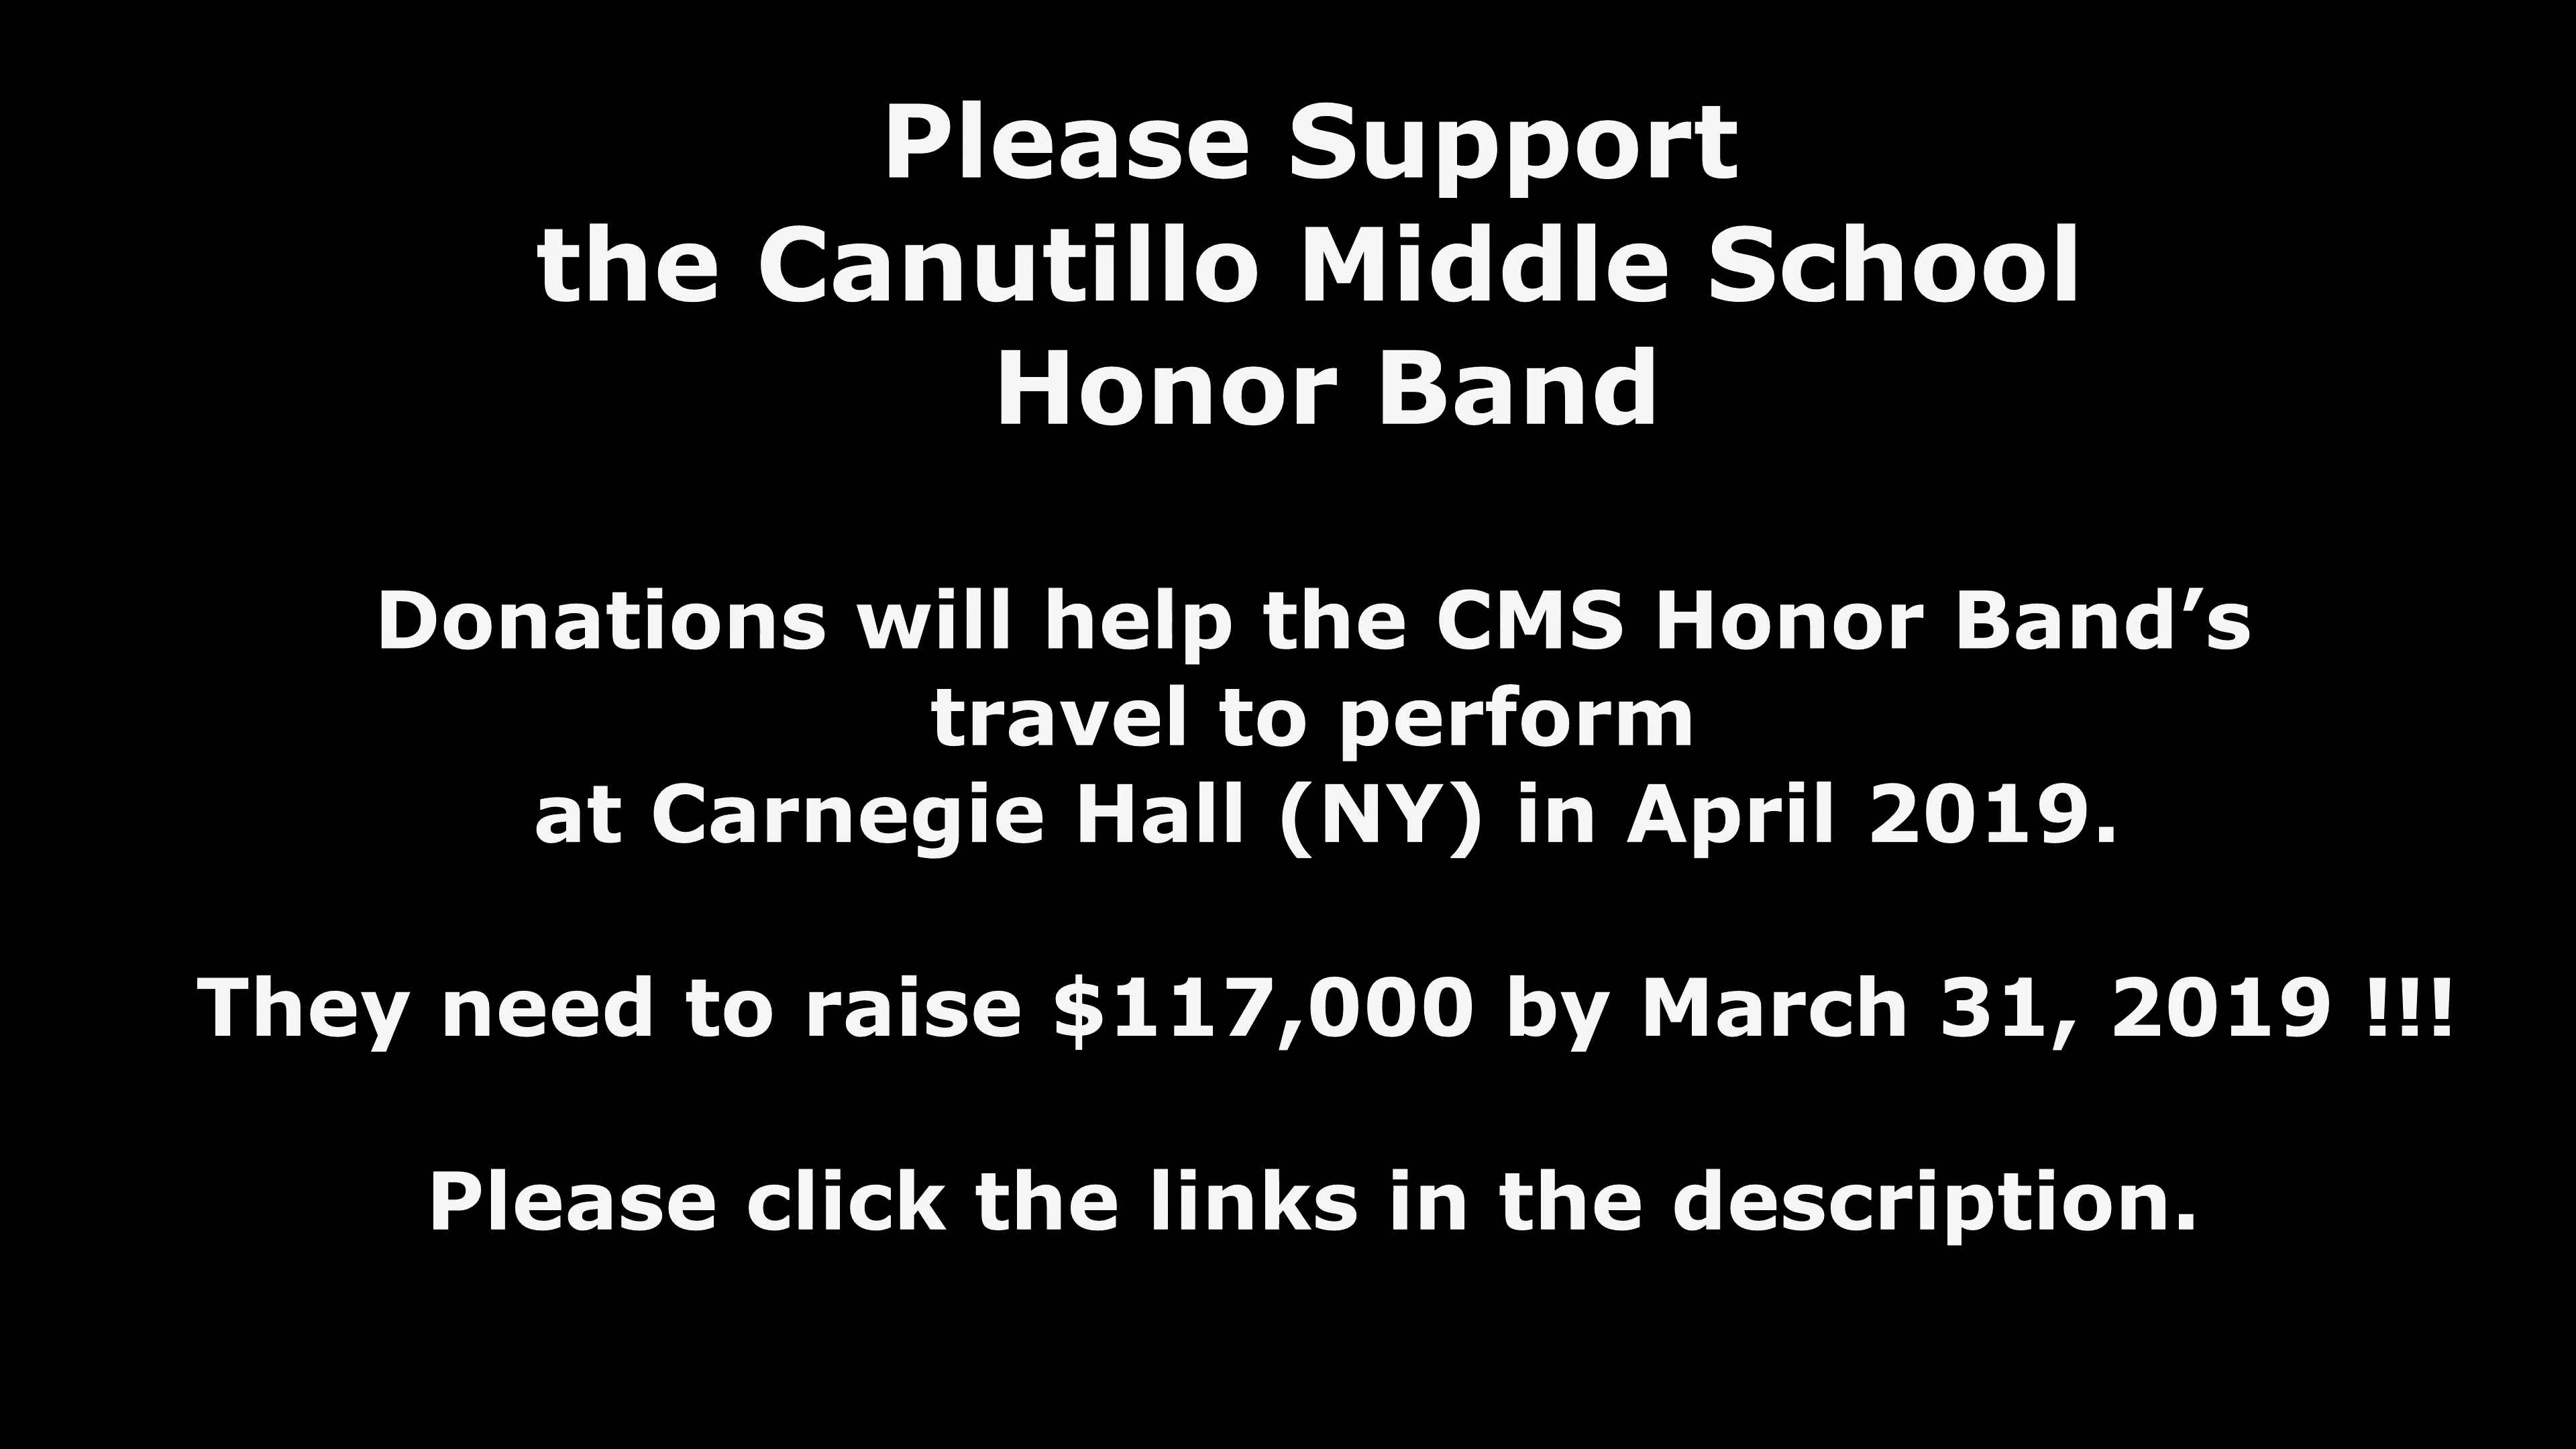 Please Support
the Canutillo Middle School
Honor Band
Donations will help the CMS Honor Band’s
travel to perform
at Carnegie Hall (NY) in April 2019.
They need to raise $117,000 by March 31, 2019 !!!
Please click the links in the description.